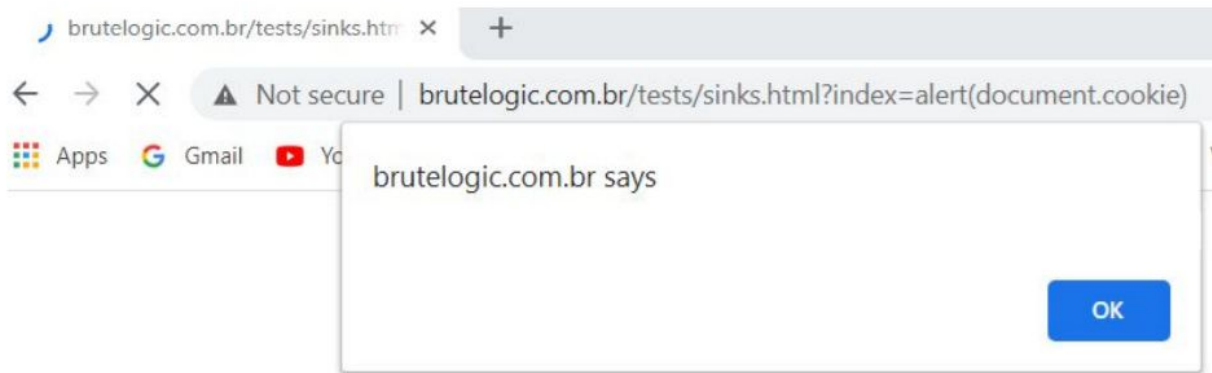 brutelogic.com.br/tests/sinks.htm
Not secure | brutelogic.com.br/tests/sinks.html?index=alert(document.cookie)
Apps Gmail Yo
brutelogic.com.br says
OK